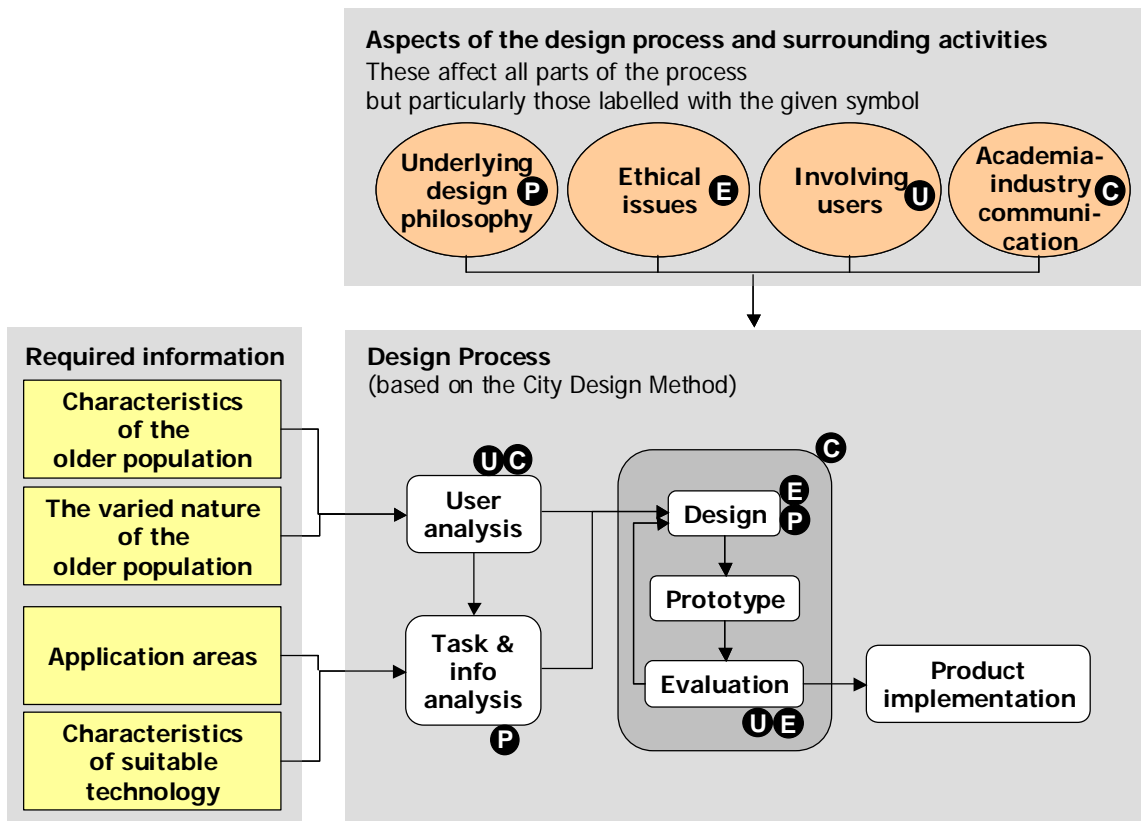 Aspects of the design process and surrounding activities
These affect all parts of the process
but particularly those labelled with the given symbol
Underlying
design
philosophy
P
Ethical
issues
E
Involving
users
U
Academia-
industry
communi-
cation
C
Required information
Characteristics
of the
older population
The varied nature
of the
older population
Application areas
Characteristics
of suitable
technology
Design Process
(based on the City Design Method)
U C
User
analysis
Task &
info
analysis
P
C
Design
E
P
Prototype
Evaluation
U E
Product
implementation